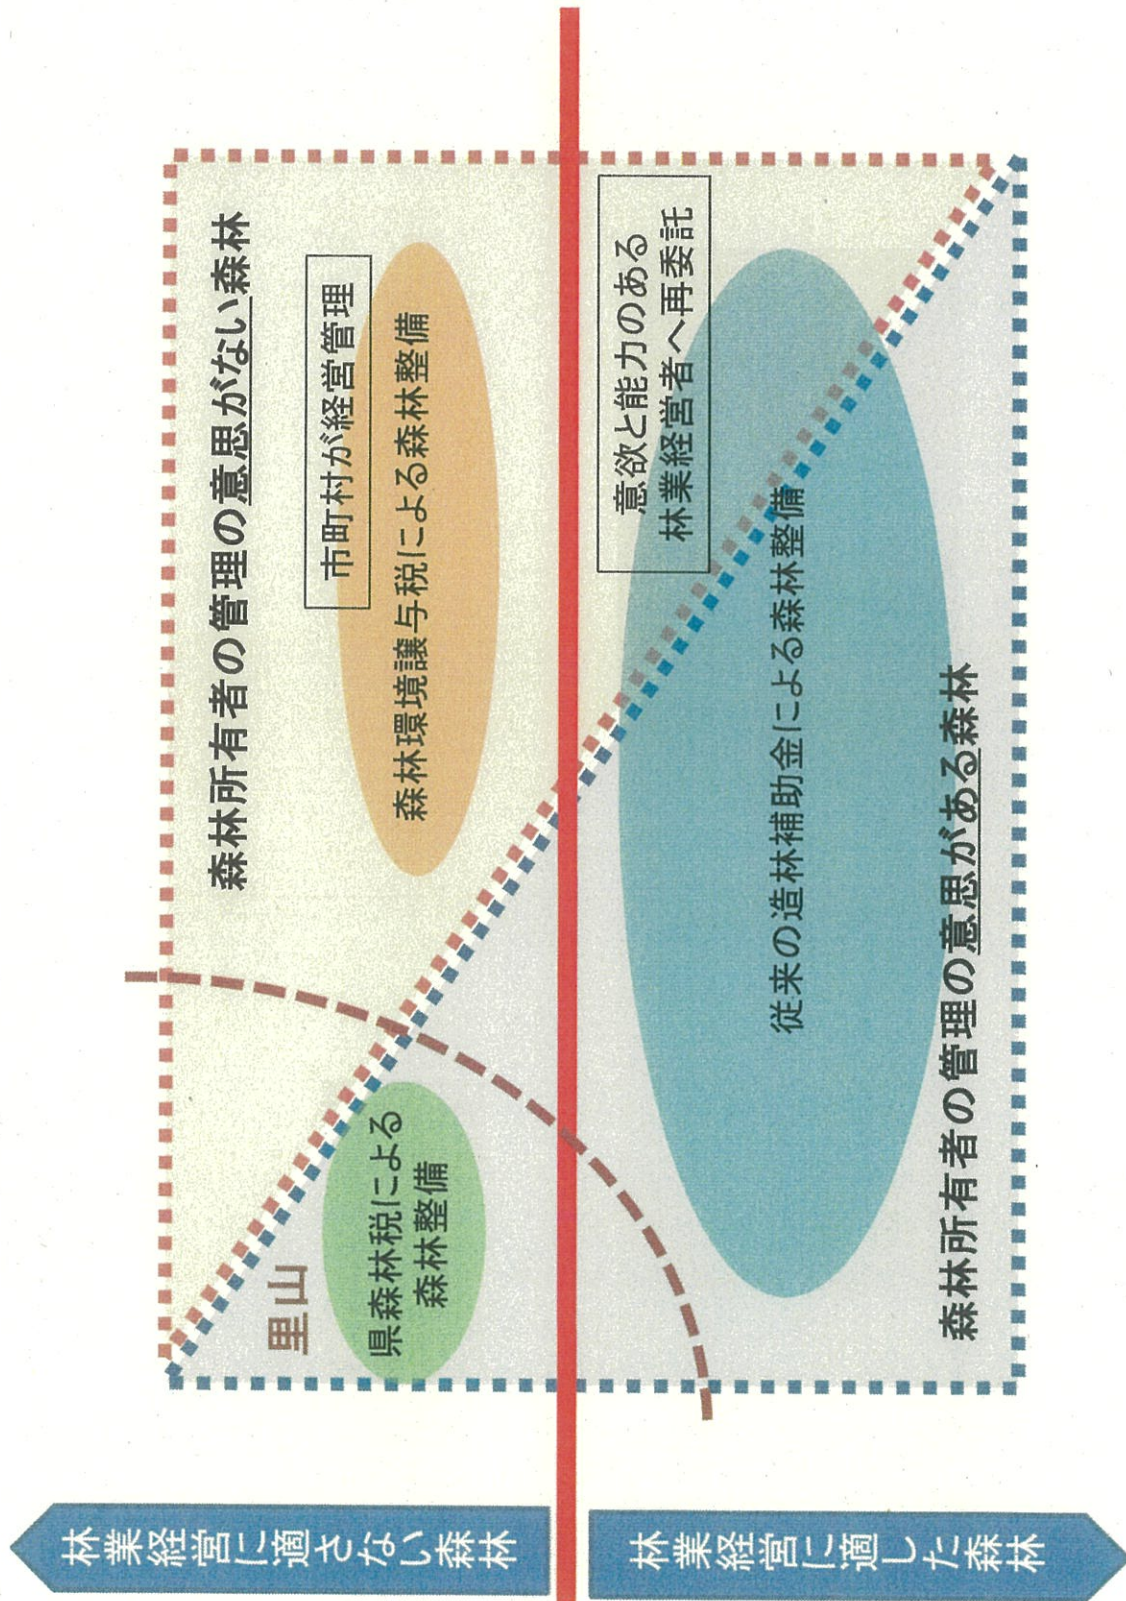 森林所有者の管理の意思がない森林
市町村が経営管理
森林環境譲与税による森林整備
里山
県森林税による
森林整備
意欲と能力のある
林業経営者へ再委託
従来の造林補助金による森林整備
森林所有者の管理の意思がある森林
林業経営に適さない森林
林業経営に適した森林